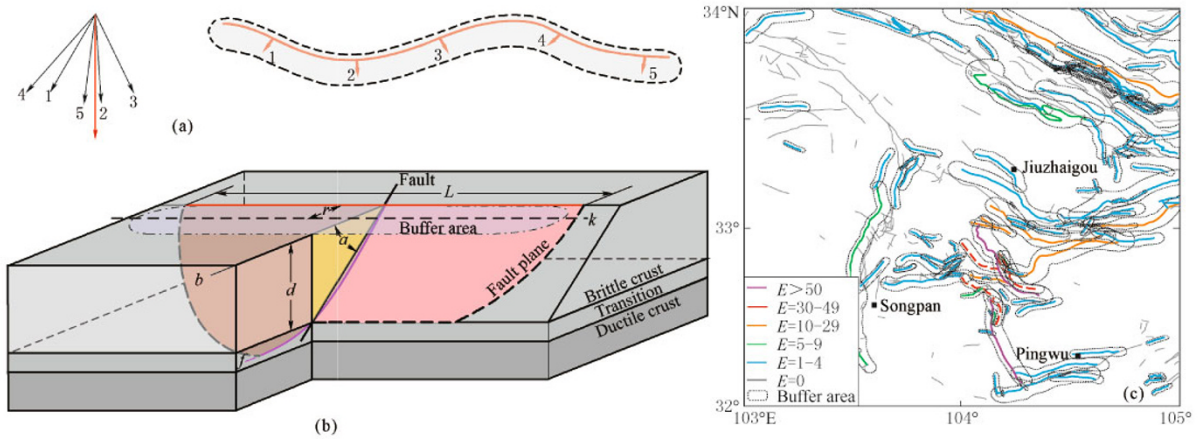 4
1
5
2
3
(a)
1
2
3
4
5
Fault
L
r
k
a
Buffer area
b
d
Fault plane
f
Brittle crust
Transition
Ductile crust
(b)
34°N
33°
32°
103°E
104°
105°
Jiuzhaigou
Songpan
Pingwu
E>50
E=30-49
E=10-29
E=5-9
E=1-4
E=0
Buffer area
(c)